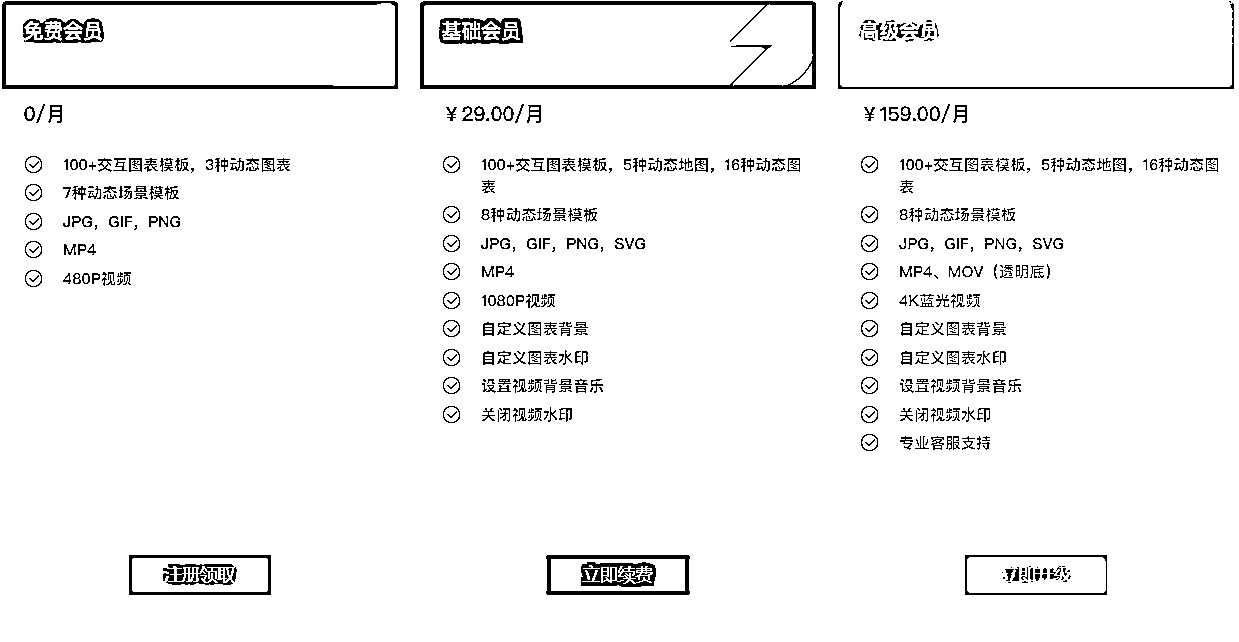 免费会员
0/月
100+交互图表模板，3种动态图表
7种动态场景模板
JPG，GIF，PNG
MP4
480P视频
注册领取
基础会员
￥29.00/月
100+交互图表模板，5种动态地图，16种动态图
表
8种动态场景模板
JPG，GIF，PNG，SVG
MP4
1080P视频
自定义图表背景
自定义图表水印
设置视频背景音乐
关闭视频水印
立即续费
高级会员
￥159.00/月
100+交互图表模板，5种动态地图，16种动态图
表
8种动态场景模板
JPG，GIF，PNG，SVG
MP4、MOV（透明底）
4K蓝光视频
自定义图表背景
自定义图表水印
设置视频背景音乐
关闭视频水印
专业客服支持
立即升级